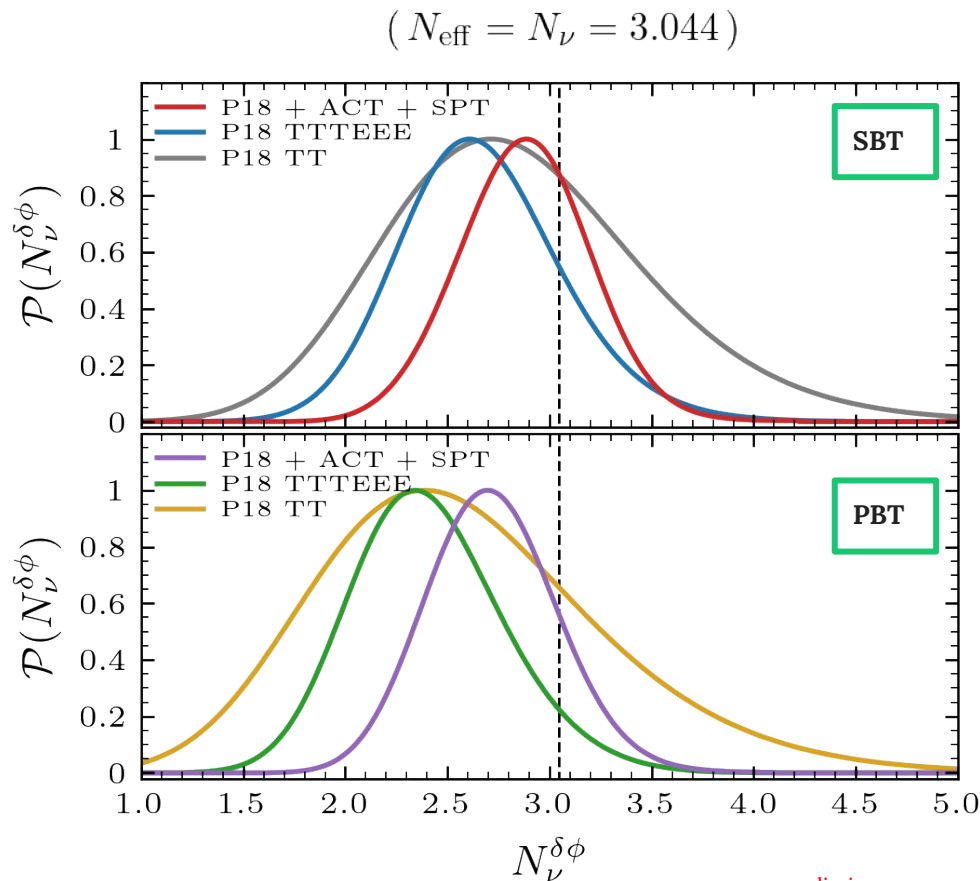 ( N_eff = N_ν = 3.044 )
P18 + ACT + SPT
P18 TTTEEE
P18 TT
SBT
1
0.8
0.6
0.4
0.2
0
P(N_ν^δϕ)
P18 + ACT + SPT
P18 TTTEEE
P18 TT
PBT
1
0.8
0.6
0.4
0.2
0
P(N_ν^δϕ)
1.0 1.5 2.0 2.5 3.0 3.5 4.0 4.5 5.0
N_ν^δϕ